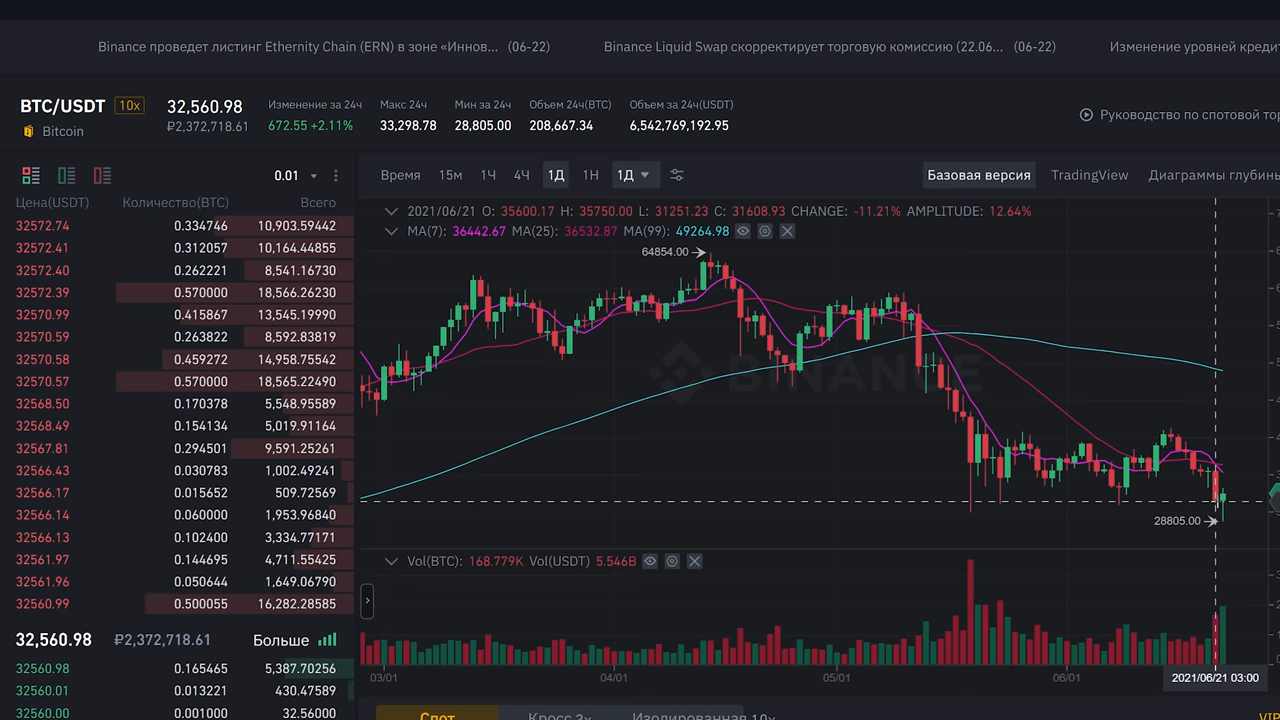 Binance проведет листинг Ethernity Chain (ERN) в зоне «Иннов... (06-22) Binance Liquid Swap скорректирует торговую комиссию (22.06... (06-22) Изменение уровней
BTC/USDT 10x 32,560.98 Изменение за 24ч Макс 24ч Мин за 24ч Объем 24ч(BTC) Объем за 24ч(USDT)
Bitcoin ₽2,372,718.61 672.55 +2.11% 33,298.78 28,805.00 208,667.34 6,542,769,192.95 Руководство по спотовой
0.01 Время 15м 1Ч 4Ч 1Д 1Н 1Д Базовая версия TradingView Диаграммы
Цена(USDT) Количество(BTC) Всего
2021/06/21 O: 35600.17 H: 35750.00 L: 31251.23 C: 31608.93 CHANGE: -11.21% AMPLITUDE: 12.64%
MA(7): 36442.67 MA(25): 36532.87 MA(99): 49264.98
64854.00
BINANCE
28805.00
Vol(BTC): 168.779K Vol(USDT) 5.546B
03/01 04/01 05/01 06/01 2021/06/21 03:00
32572.74 0.334746 10,903.59442
32572.41 0.312057 10,164.44855
32572.40 0.262221 8,541.16730
32572.39 0.570000 18,566.26230
32570.99 0.415867 13,545.19990
32570.59 0.263822 8,592.83819
32570.58 0.459272 14,958.75542
32570.57 0.570000 18,565.22490
32568.50 0.170378 5,548.95589
32568.49 0.154134 5,019.91164
32567.81 0.294501 9,591.25261
32566.43 0.030783 1,002.49241
32566.17 0.015652 509.72569
32566.14 0.060000 1,953.96840
32566.13 0.102400 3,334.77171
32561.97 0.144695 4,711.55425
32561.96 0.050644 1,649.06790
32560.99 0.500055 16,282.28585
32,560.98 ₽2,372,718.61 Больше
32560.98 0.165465 5,387.70256
32560.01 0.013221 430.47589
32560.00 0.001000 32.56000
Спот Кросс 3x Изолированная 10x
VIP